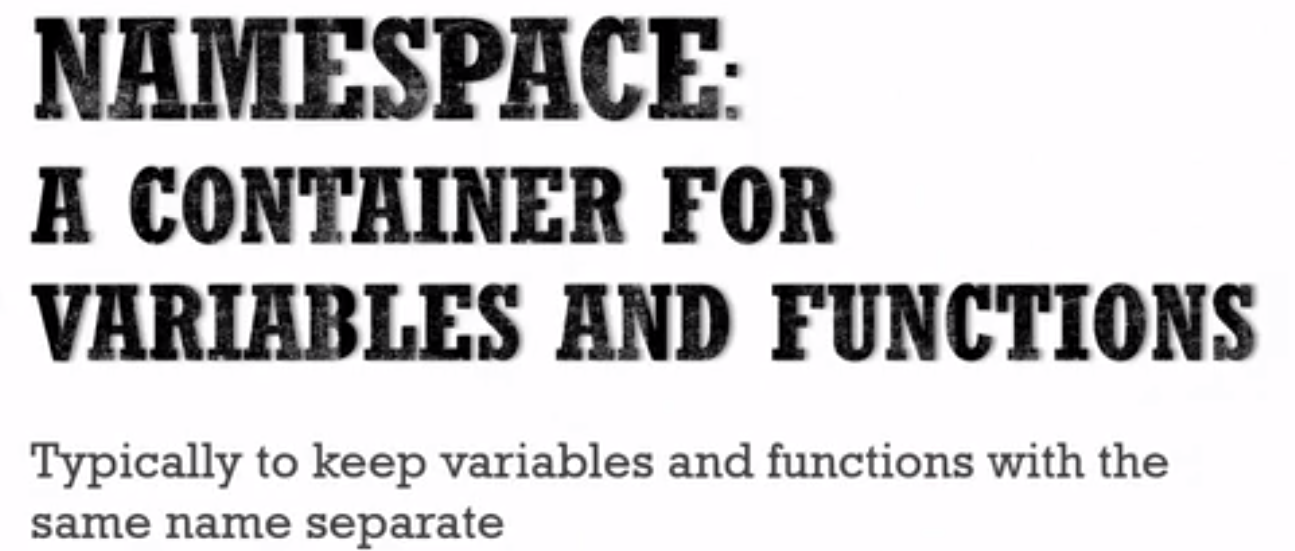 NAMESPACE:
A CONTAINER FOR
VARIABLES AND FUNCTIONS
Typically to keep variables and functions with the
same name separate